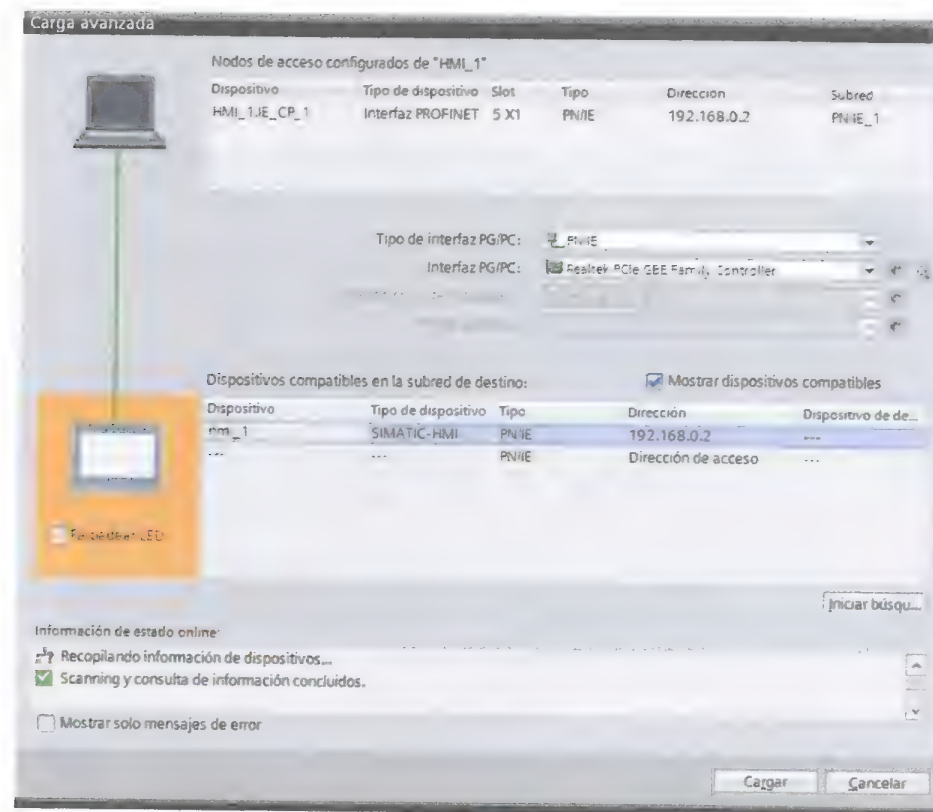 Carga avanzada
Nodos de acceso configurados de "HMI_1"
Dispositivo Tipo de dispositivo Slot Tipo Dirección Subred
HMI_1.IE_CP_1 Interfaz PROFINET 5 X1 PN/IE 192.168.0.2 PN/IE_1
Tipo de interfaz PG/PC: PN/IE
Interfaz PG/PC: Realtek PCIe GBE Family Controller
Dispositivos compatibles en la subred de destino: Mostrar dispositivos compatibles
Dispositivo Tipo de dispositivo Tipo Dirección Dispositivo de de...
hmi_1 SIMATIC-HMI PN/IE 192.168.0.2 ---
--- --- PN/IE Dirección de acceso ---
Parpadear LED
Iniciar búsqu...
Información de estado online:
Recopilando información de dispositivos...
Scanning y consulta de información concluidos.
Mostrar solo mensajes de error
Cargar Cancelar